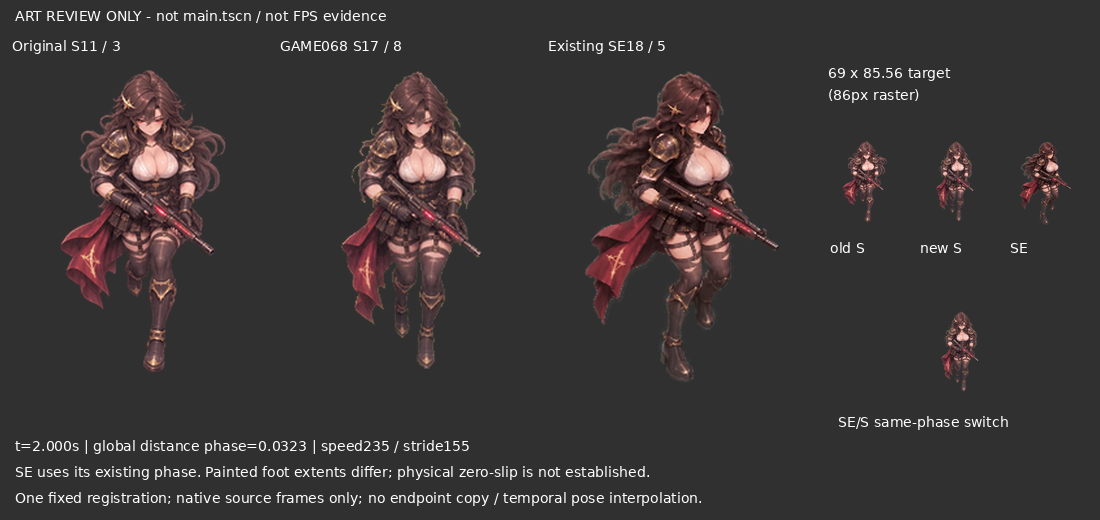 ART REVIEW ONLY - not main.tscn / not FPS evidence
Original S11 / 3
GAME068 S17 / 8
Existing SE18 / 5
69 x 85.56 target
(86px raster)
old S
new S
SE
SE/S same-phase switch
t=2.000s | global distance phase=0.0323 | speed235 / stride155
SE uses its existing phase. Painted foot extents differ; physical zero-slip is not established.
One fixed registration; native source frames only; no endpoint copy / temporal pose interpolation.